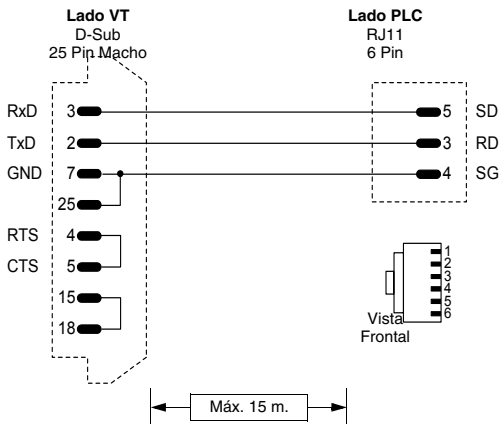 Lado VT
D-Sub
25 Pin Macho
Lado PLC
RJ11
6 Pin
RxD 3 5 SD
TxD 2 3 RD
GND 7 4 SG
25
RTS 4
CTS 5
15
18
1
2
3
4
5
6
Vista
Frontal
Máx. 15 m.